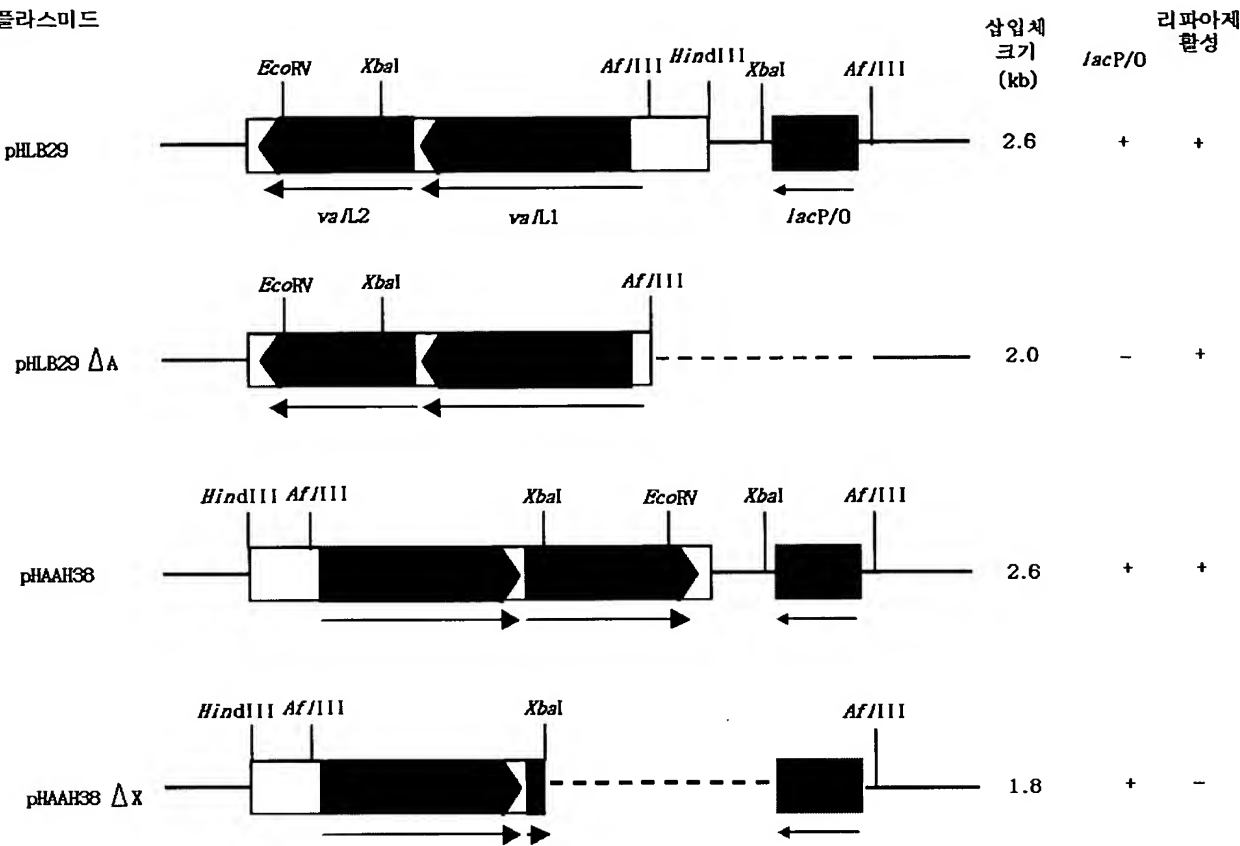 플라스미드
삽입체
크기
(kb)
lacP/O
리파아제
활성
EcoRV XbaI AflIII HindIII XbaI AflIII
pHLB29 2.6 + +
valL2 valL1 lacP/O
EcoRV XbaI AflIII
pHLB29 ΔA 2.0 - +
HindIII AflIII XbaI EcoRV XbaI AflIII
pHAAH38 2.6 + +
HindIII AflIII XbaI AflIII
pHAAH38 ΔX 1.8 + -